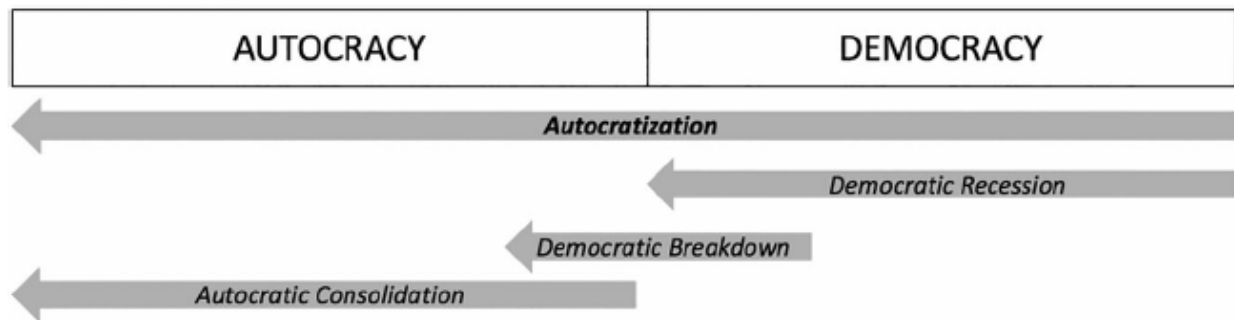 AUTOCRACY DEMOCRACY
Autocratization
Democratic Recession
Democratic Breakdown
Autocratic Consolidation